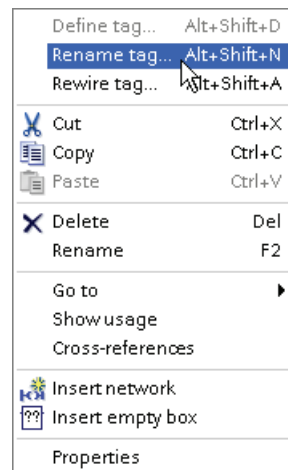 Define tag... Alt+Shift+D
Rename tag... Alt+Shift+N
Rewire tag... Alt+Shift+A
Cut Ctrl+X
Copy Ctrl+C
Paste Ctrl+V
Delete Del
Rename F2
Go to
Show usage
Cross-references
Insert network
?? Insert empty box
Properties